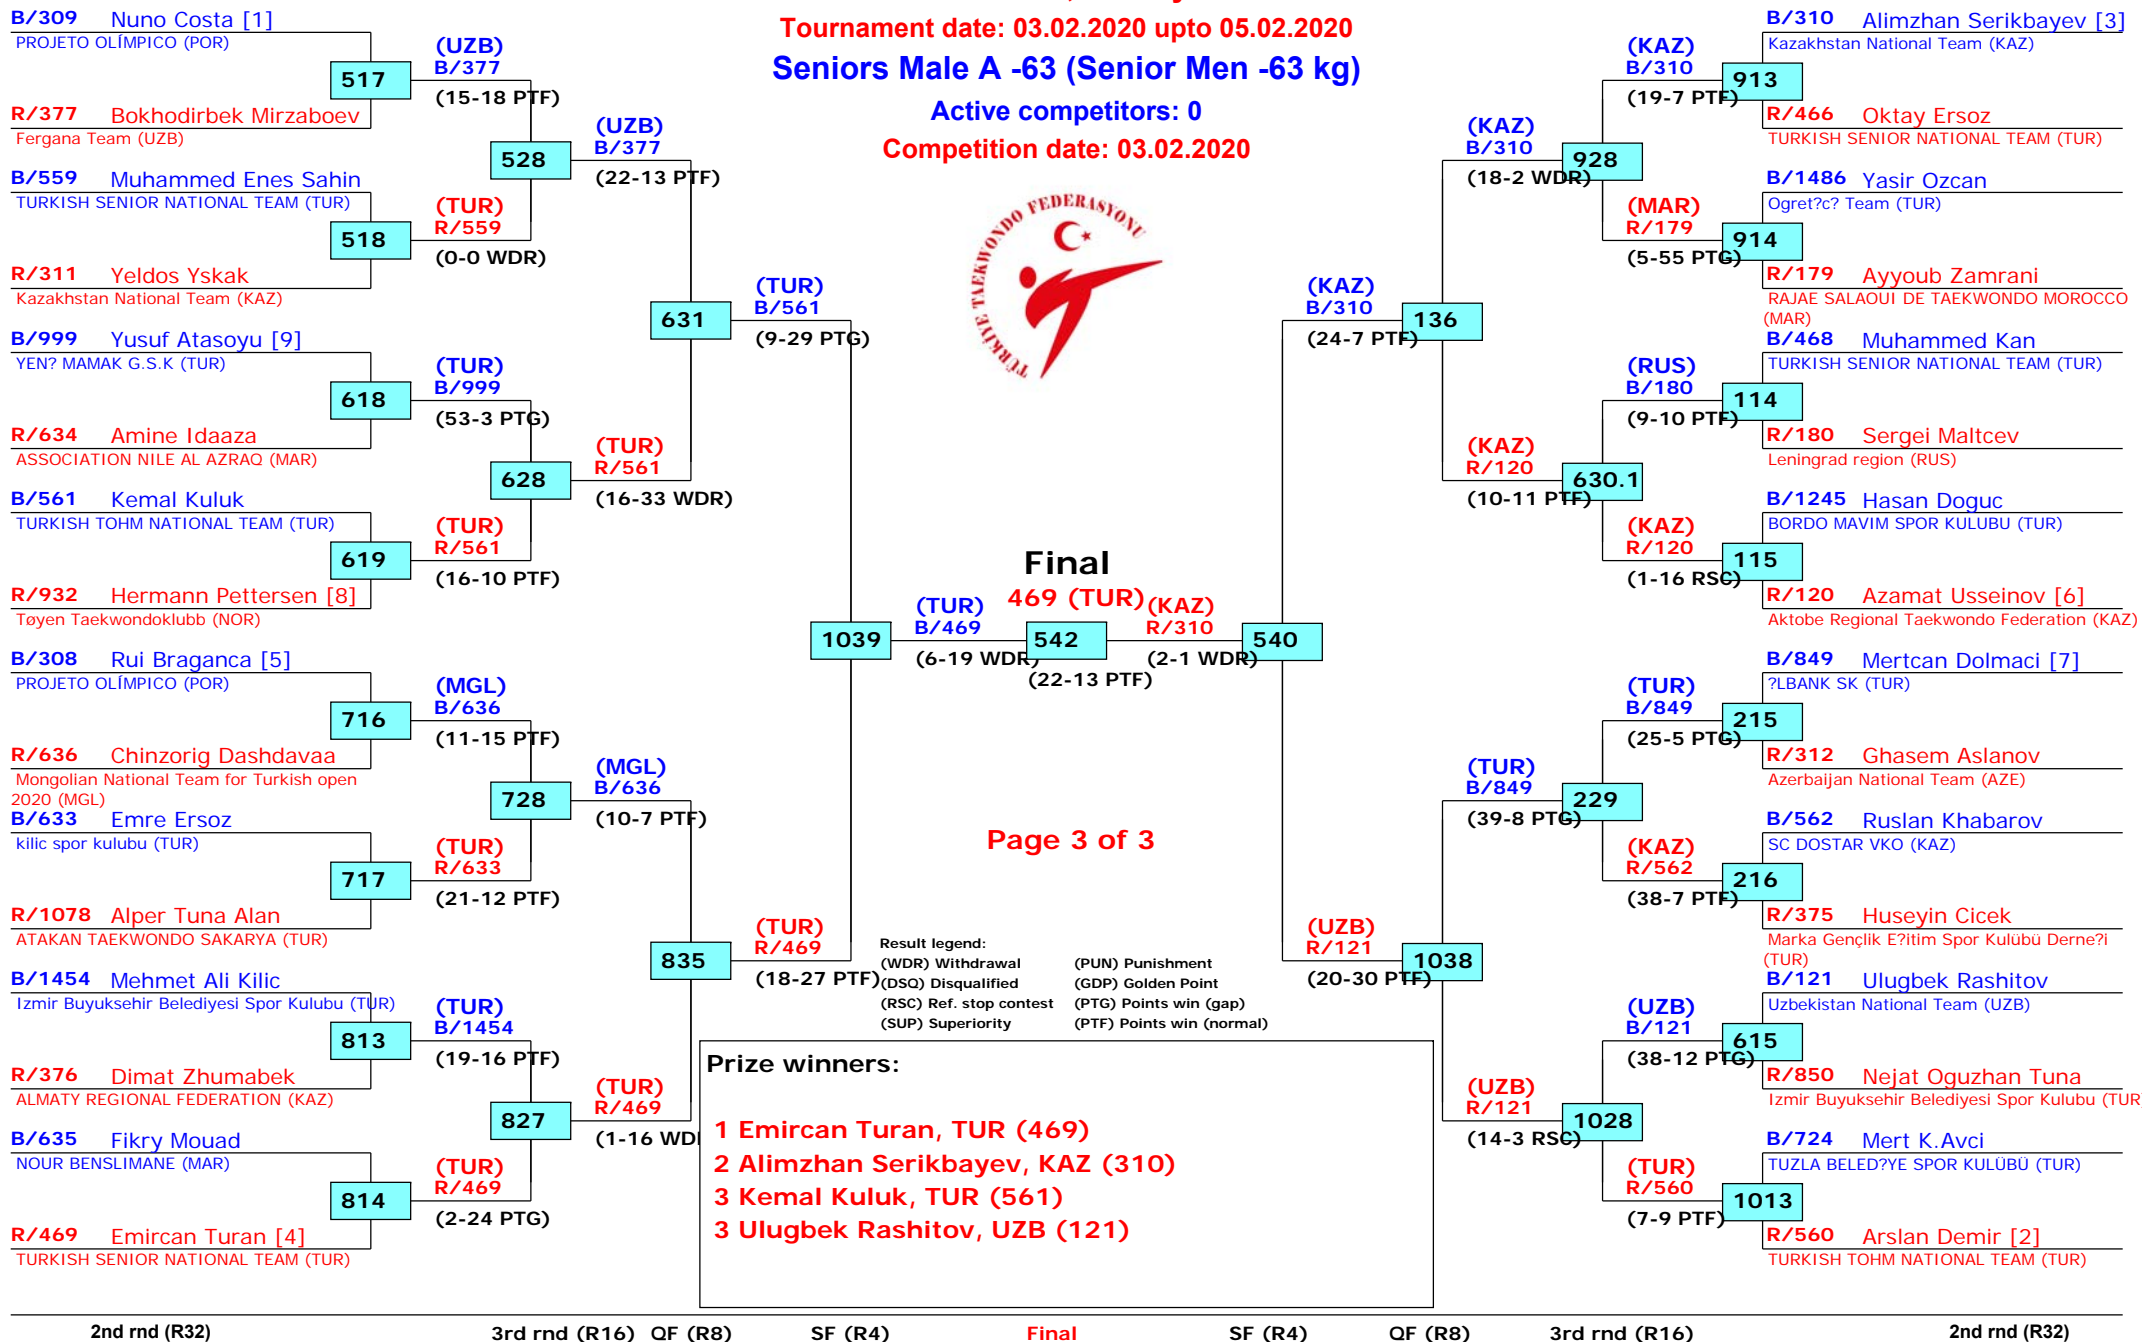 Tournament date: 03.02.2020 upto 05.02.2020
Seniors Male A -63 (Senior Men -63 kg)
Active competitors: 0
Competition date: 03.02.2020
TÜRKİYE TAEKWONDO FEDERASYONU
B/309 Nuno Costa [1]
PROJETO OLÍMPICO (POR)
517
R/377 Bokhodirbek Mirzaboev
Fergana Team (UZB)
B/559 Muhammed Enes Sahin
TURKISH SENIOR NATIONAL TEAM (TUR)
518
R/311 Yeldos Yskak
Kazakhstan National Team (KAZ)
B/999 Yusuf Atasoyu [9]
YEN? MAMAK G.S.K (TUR)
618
R/634 Amine Idaaza
ASSOCIATION NILE AL AZRAQ (MAR)
B/561 Kemal Kuluk
TURKISH TOHM NATIONAL TEAM (TUR)
619
R/932 Hermann Pettersen [8]
Tøyen Taekwondoklubb (NOR)
B/308 Rui Braganca [5]
PROJETO OLÍMPICO (POR)
716
R/636 Chinzorig Dashdavaa
Mongolian National Team for Turkish open
2020 (MGL)
B/633 Emre Ersoz
kilic spor kulubu (TUR)
717
R/1078 Alper Tuna Alan
ATAKAN TAEKWONDO SAKARYA (TUR)
B/1454 Mehmet Ali Kilic
Izmir Buyuksehir Belediyesi Spor Kulubu (TUR)
813
R/376 Dimat Zhumabek
ALMATY REGIONAL FEDERATION (KAZ)
B/635 Fikry Mouad
NOUR BENSLIMANE (MAR)
814
R/469 Emircan Turan [4]
TURKISH SENIOR NATIONAL TEAM (TUR)
(UZB)
B/377
(15-18 PTF)
528
(TUR)
R/559
(0-0 WDR)
(TUR)
B/999
(53-3 PTG)
628
(TUR)
R/561
(16-10 PTF)
(MGL)
B/636
(11-15 PTF)
728
(TUR)
R/633
(21-12 PTF)
(TUR)
B/1454
(19-16 PTF)
827
(TUR)
R/469
(2-24 PTG)
(UZB)
B/377
(22-13 PTF)
631
(TUR)
R/561
(16-33 WDR)
(MGL)
B/636
(10-7 PTF)
835
(TUR)
R/469
(1-16 WD
(TUR)
B/561
(9-29 PTG)
1039
(TUR)
R/469
(18-27 PTF)
(TUR)
B/469
(6-19 WDR)
Final
469 (TUR)
542
(22-13 PTF)
(KAZ)
R/310
(2-1 WDR)
540
(KAZ)
B/310
(24-7 PTF)
136
(UZB)
R/121
(20-30 PTF)
1038
(KAZ)
B/310
(18-2 WDR)
928
(KAZ)
R/120
(10-11 PTF)
630.1
(TUR)
B/849
(39-8 PTG)
229
(UZB)
R/121
(14-3 RSC)
1028
(KAZ)
B/310
(19-7 PTF)
(MAR)
R/179
(5-55 PTG)
(RUS)
B/180
(9-10 PTF)
(KAZ)
R/120
(1-16 RSC)
(TUR)
B/849
(25-5 PTG)
(KAZ)
R/562
(38-7 PTF)
(UZB)
B/121
(38-12 PTG)
(TUR)
R/560
(7-9 PTF)
B/310 Alimzhan Serikbayev [3]
Kazakhstan National Team (KAZ)
913
R/466 Oktay Ersoz
TURKISH SENIOR NATIONAL TEAM (TUR)
B/1486 Yasir Ozcan
Ogret?c? Team (TUR)
914
R/179 Ayyoub Zamrani
RAJAE SALAOUI DE TAEKWONDO MOROCCO
(MAR)
B/468 Muhammed Kan
TURKISH SENIOR NATIONAL TEAM (TUR)
114
R/180 Sergei Maltcev
Leningrad region (RUS)
B/1245 Hasan Doguc
BORDO MAVIM SPOR KULUBU (TUR)
115
R/120 Azamat Usseinov [6]
Aktobe Regional Taekwondo Federation (KAZ)
B/849 Mertcan Dolmaci [7]
?LBANK SK (TUR)
215
R/312 Ghasem Aslanov
Azerbaijan National Team (AZE)
B/562 Ruslan Khabarov
SC DOSTAR VKO (KAZ)
216
R/375 Huseyin Cicek
Marka Gençlik E?itim Spor Kulübü Derne?i
(TUR)
B/121 Ulugbek Rashitov
Uzbekistan National Team (UZB)
615
R/850 Nejat Oguzhan Tuna
Izmir Buyuksehir Belediyesi Spor Kulubu (TUR
B/724 Mert K.Avci
TUZLA BELED?YE SPOR KULÜBÜ (TUR)
1013
R/560 Arslan Demir [2]
TURKISH TOHM NATIONAL TEAM (TUR)
Page 3 of 3
Result legend:
(WDR) Withdrawal (PUN) Punishment
(DSQ) Disqualified (GDP) Golden Point
(RSC) Ref. stop contest (PTG) Points win (gap)
(SUP) Superiority (PTF) Points win (normal)
Prize winners:
1 Emircan Turan, TUR (469)
2 Alimzhan Serikbayev, KAZ (310)
3 Kemal Kuluk, TUR (561)
3 Ulugbek Rashitov, UZB (121)
2nd rnd (R32) 3rd rnd (R16) QF (R8) SF (R4) Final SF (R4) QF (R8) 3rd rnd (R16) 2nd rnd (R32)